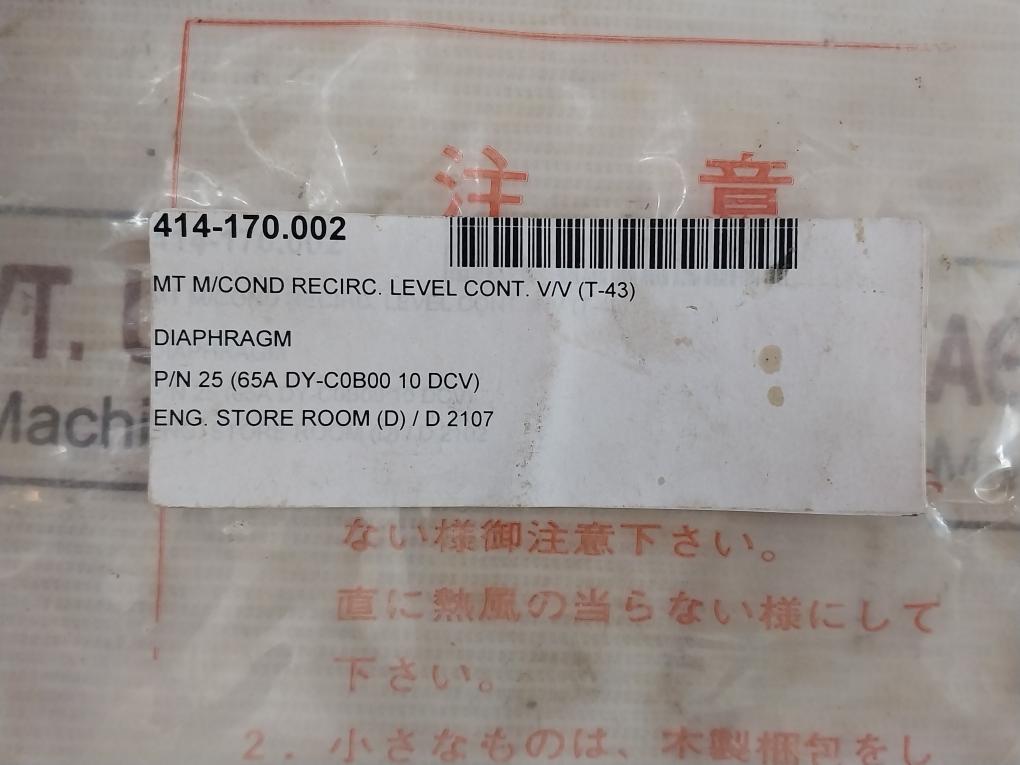 注意
414-170.002
MT M/COND RECIRC. LEVEL CONT. V/V (T-43)
DIAPHRAGM
P/N 25 (65A DY-C0B00 10 DCV)
ENG. STORE ROOM (D) / D 2107
ない様御注意下さい。
直に熱風の当らない様にして
下さい。
2. 小さなものは、木製梱包をし